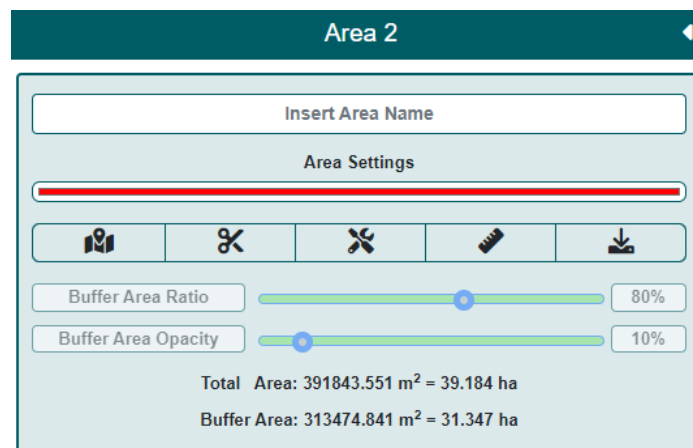 Area 2
Insert Area Name
Area Settings
Buffer Area Ratio 80%
Buffer Area Opacity 10%
Total Area: 391843.551 m² = 39.184 ha
Buffer Area: 313474.841 m² = 31.347 ha